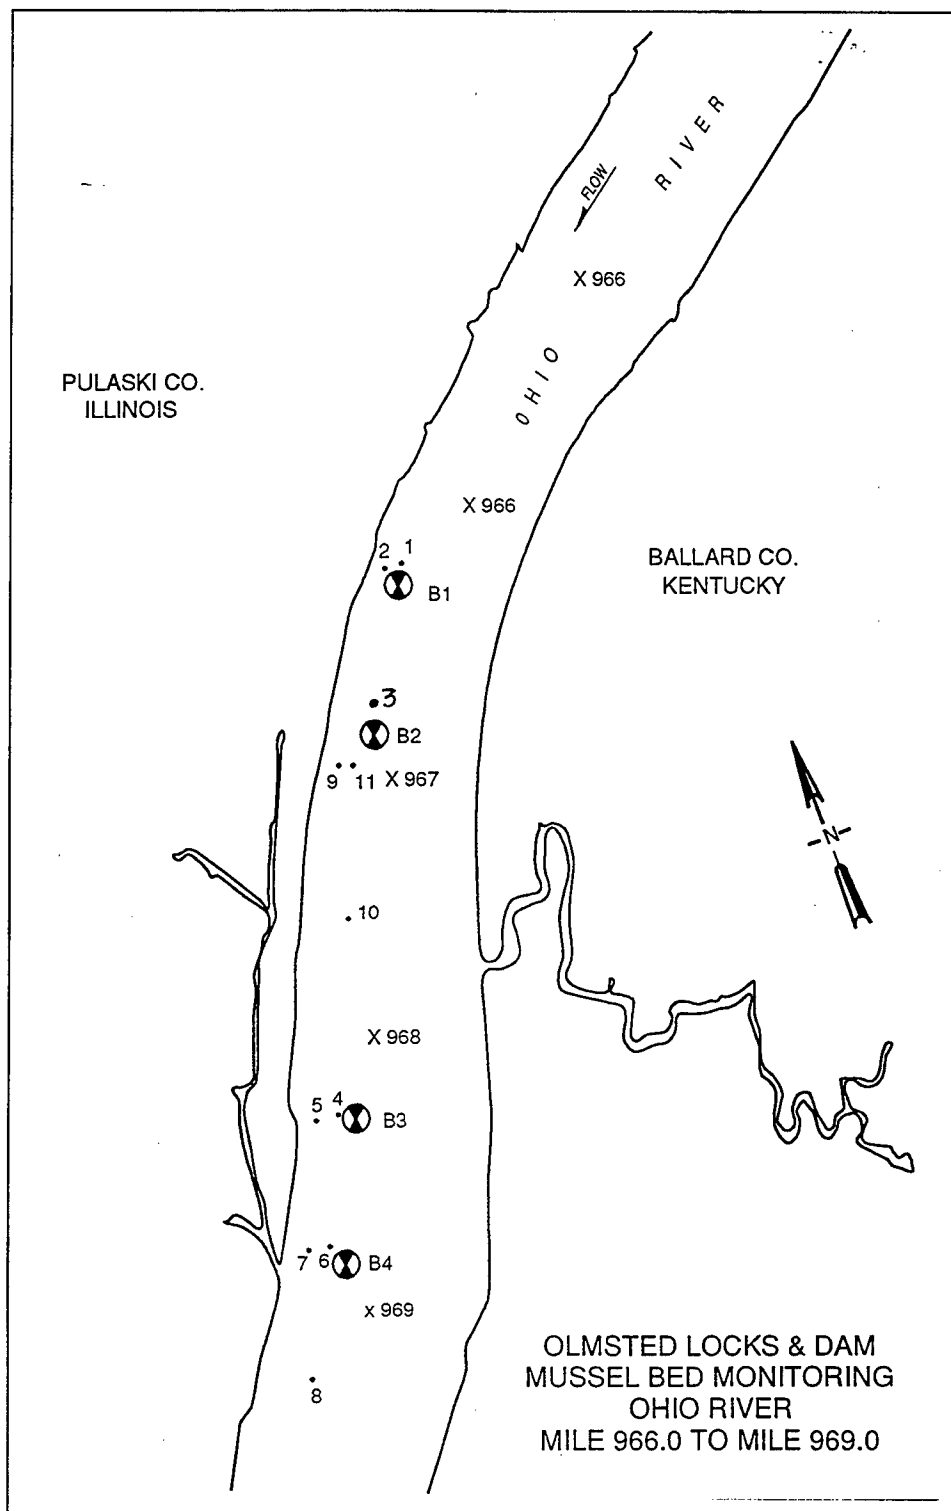 RIVER
FLOW
X 966
OHIO
PULASKI CO.
ILLINOIS
X 966
BALLARD CO.
KENTUCKY
2 1
B1
3
B2
9 11 X 967
N
10
X 968
5 4
B3
7 6 B4
x 969
8
OLMSTED LOCKS & DAM
MUSSEL BED MONITORING
OHIO RIVER
MILE 966.0 TO MILE 969.0